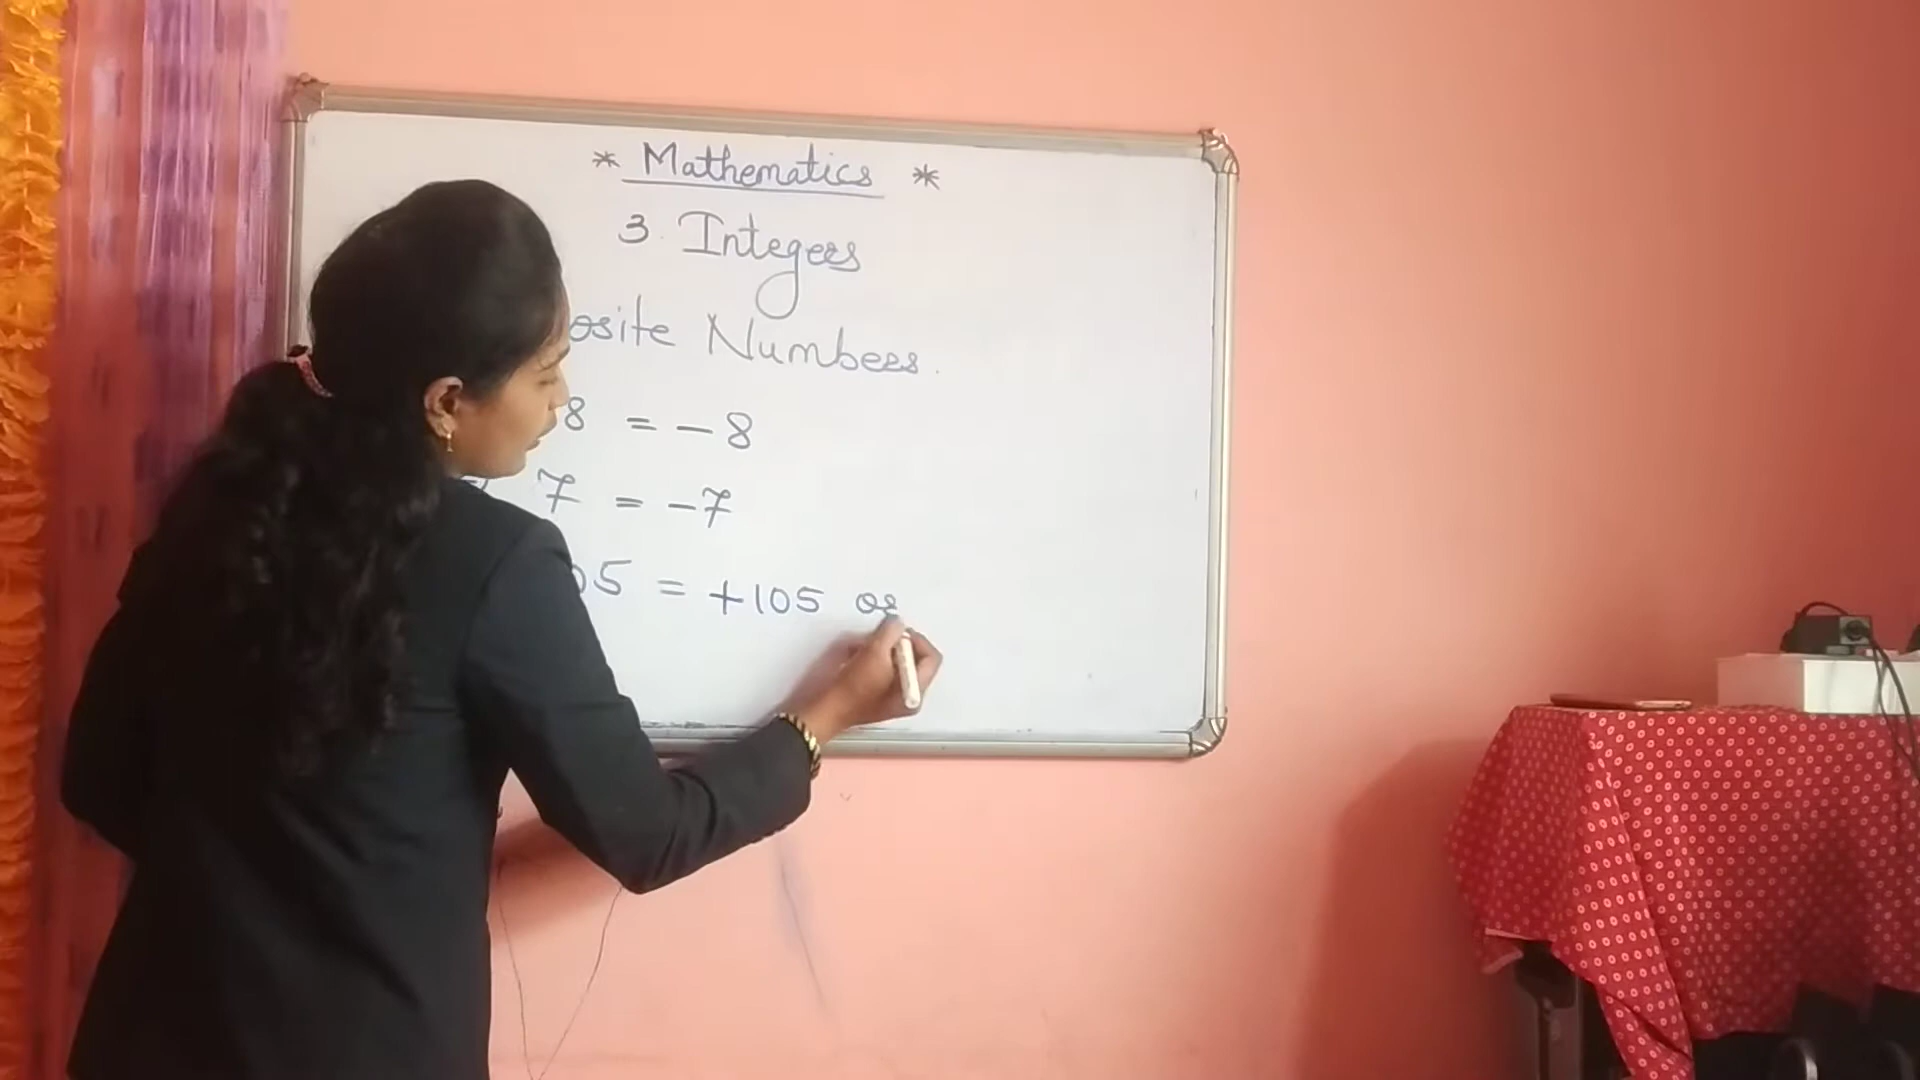 * Mathematics *
3. Integers
osite Numbers.
8 = - 8
7 = - 7
05 = +105 or